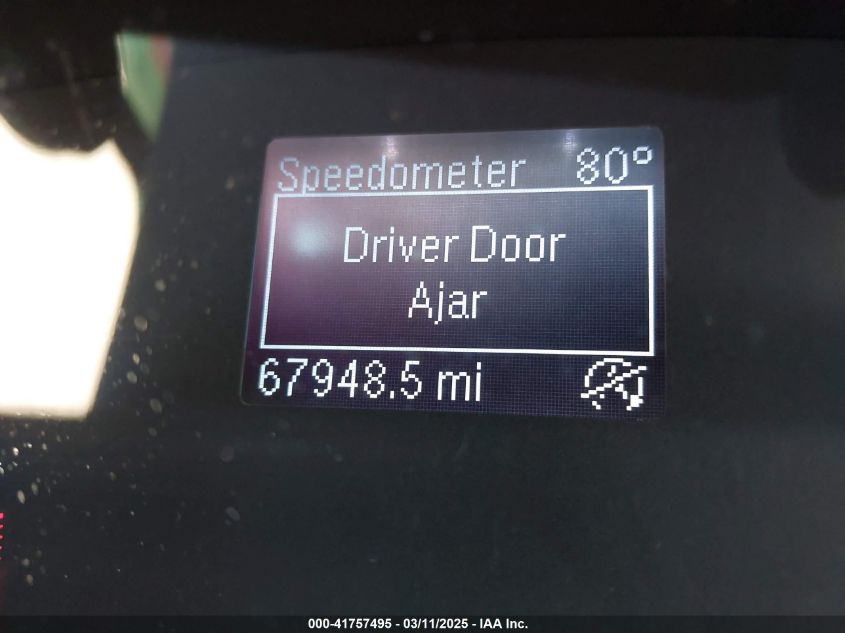 Speedometer 80°
Driver Door
Ajar
67948.5 mi
000-41757495 - 03/11/2025 - IAA Inc.